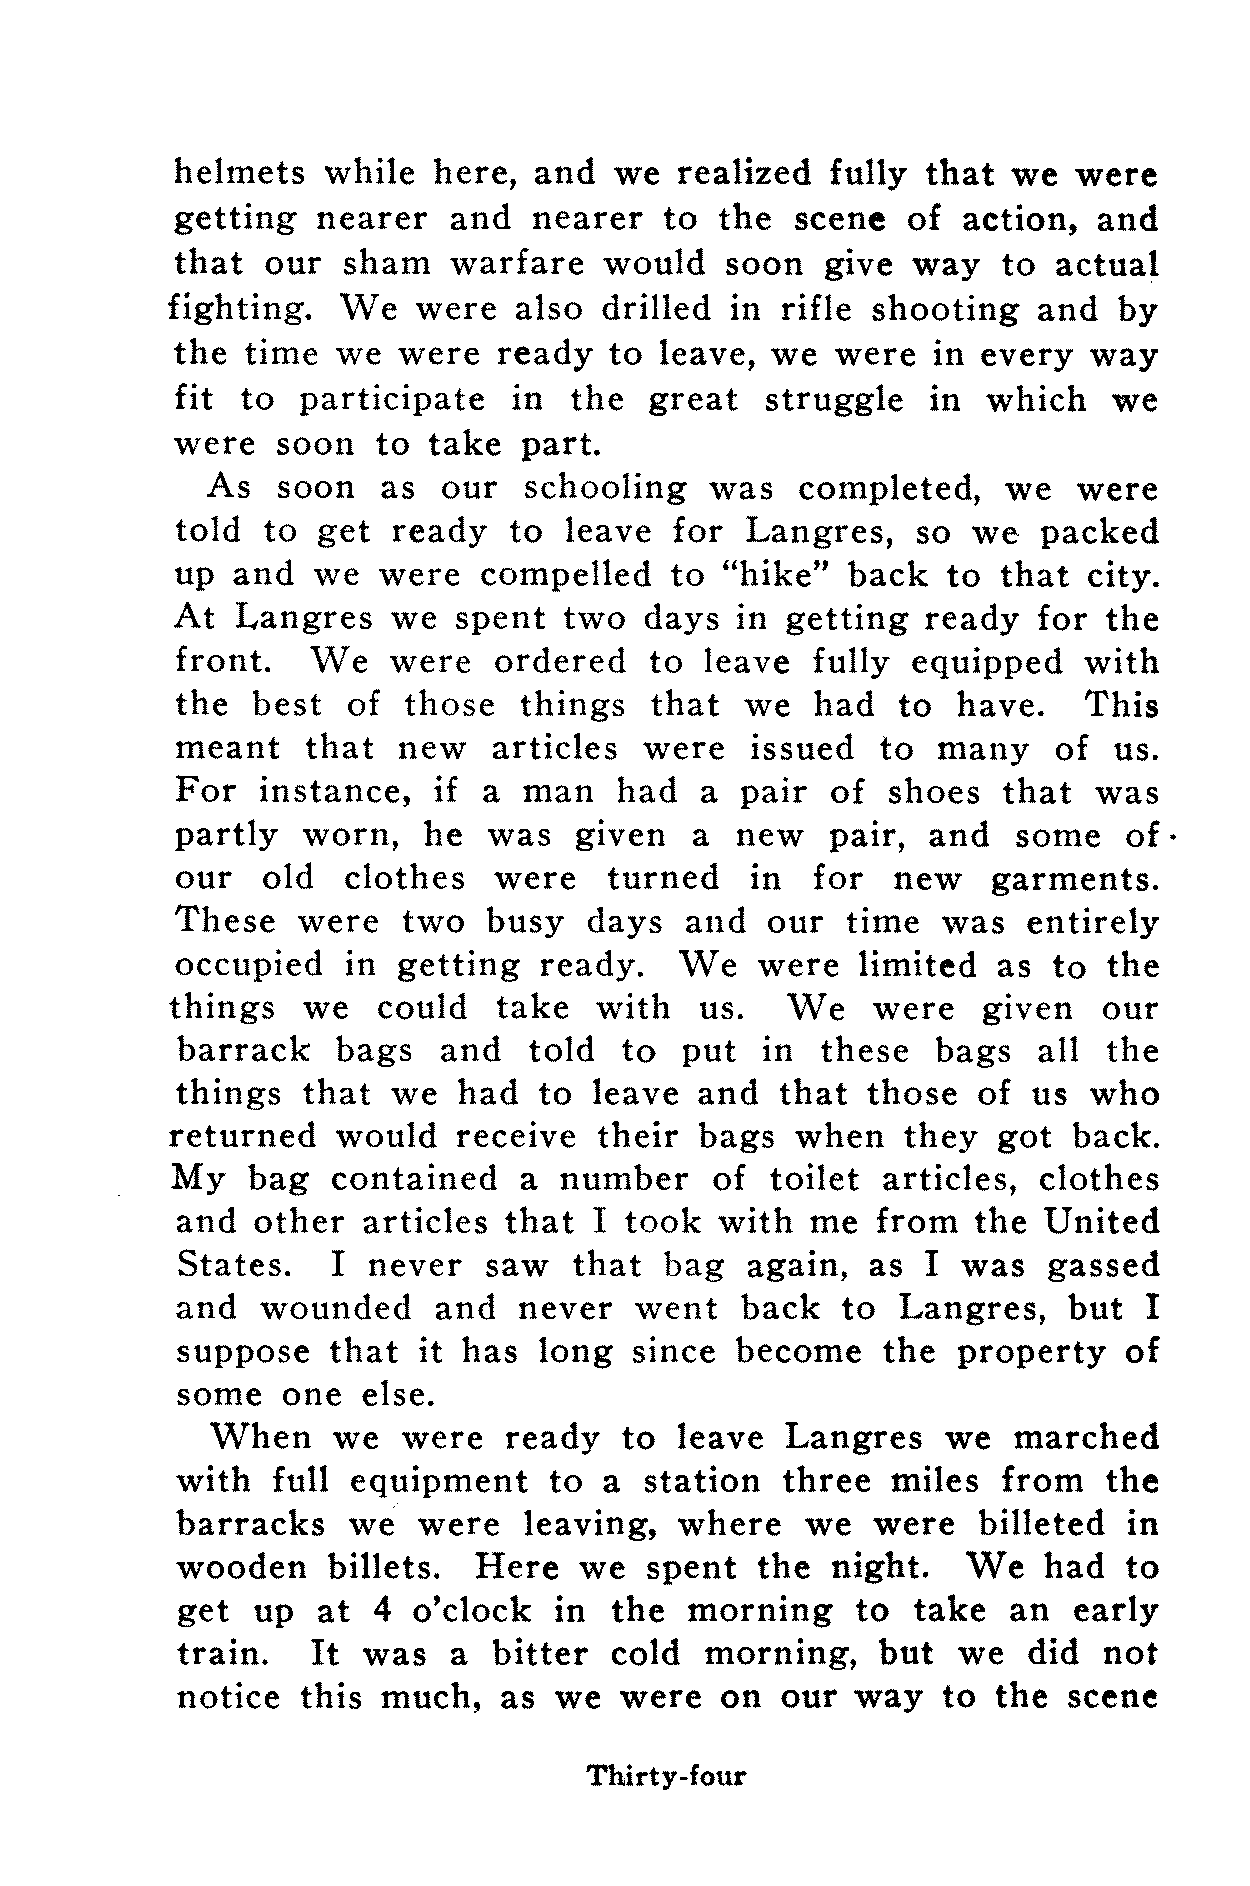 helmets while here, and we realized fully that we were
getting nearer and nearer to the scene of action, and
that our sham warfare would soon give way to actual
fighting. We were also drilled in rifle shooting and by
the time we were ready to leave, we were in every way
fit to participate in the great struggle in which we
were soon to take part.
As soon as our schooling was completed, we were
told to get ready to leave for Langres, so we packed
up and we were compelled to “hike” back to that city.
At Langres we spent two days in getting ready for the
front. We were ordered to leave fully equipped with
the best of those things that we had to have. This
meant that new articles were issued to many of us.
For instance, if a man had a pair of shoes that was
partly worn, he was given a new pair, and some of
our old clothes were turned in for new garments.
These were two busy days and our time was entirely
occupied in getting ready. We were limited as to the
things we could take with us. We were given our
barrack bags and told to put in these bags all the
things that we had to leave and that those of us who
returned would receive their bags when they got back.
My bag contained a number of toilet articles, clothes
and other articles that I took with me from the United
States. I never saw that bag again, as I was gassed
and wounded and never went back to Langres, but I
suppose that it has long since become the property of
some one else.
When we were ready to leave Langres we marched
with full equipment to a station three miles from the
barracks we were leaving, where we were billeted in
wooden billets. Here we spent the night. We had to
get up at 4 o'clock in the morning to take an early
train. It was a bitter cold morning, but we did not
notice this much, as we were on our way to the scene
Thirty-four